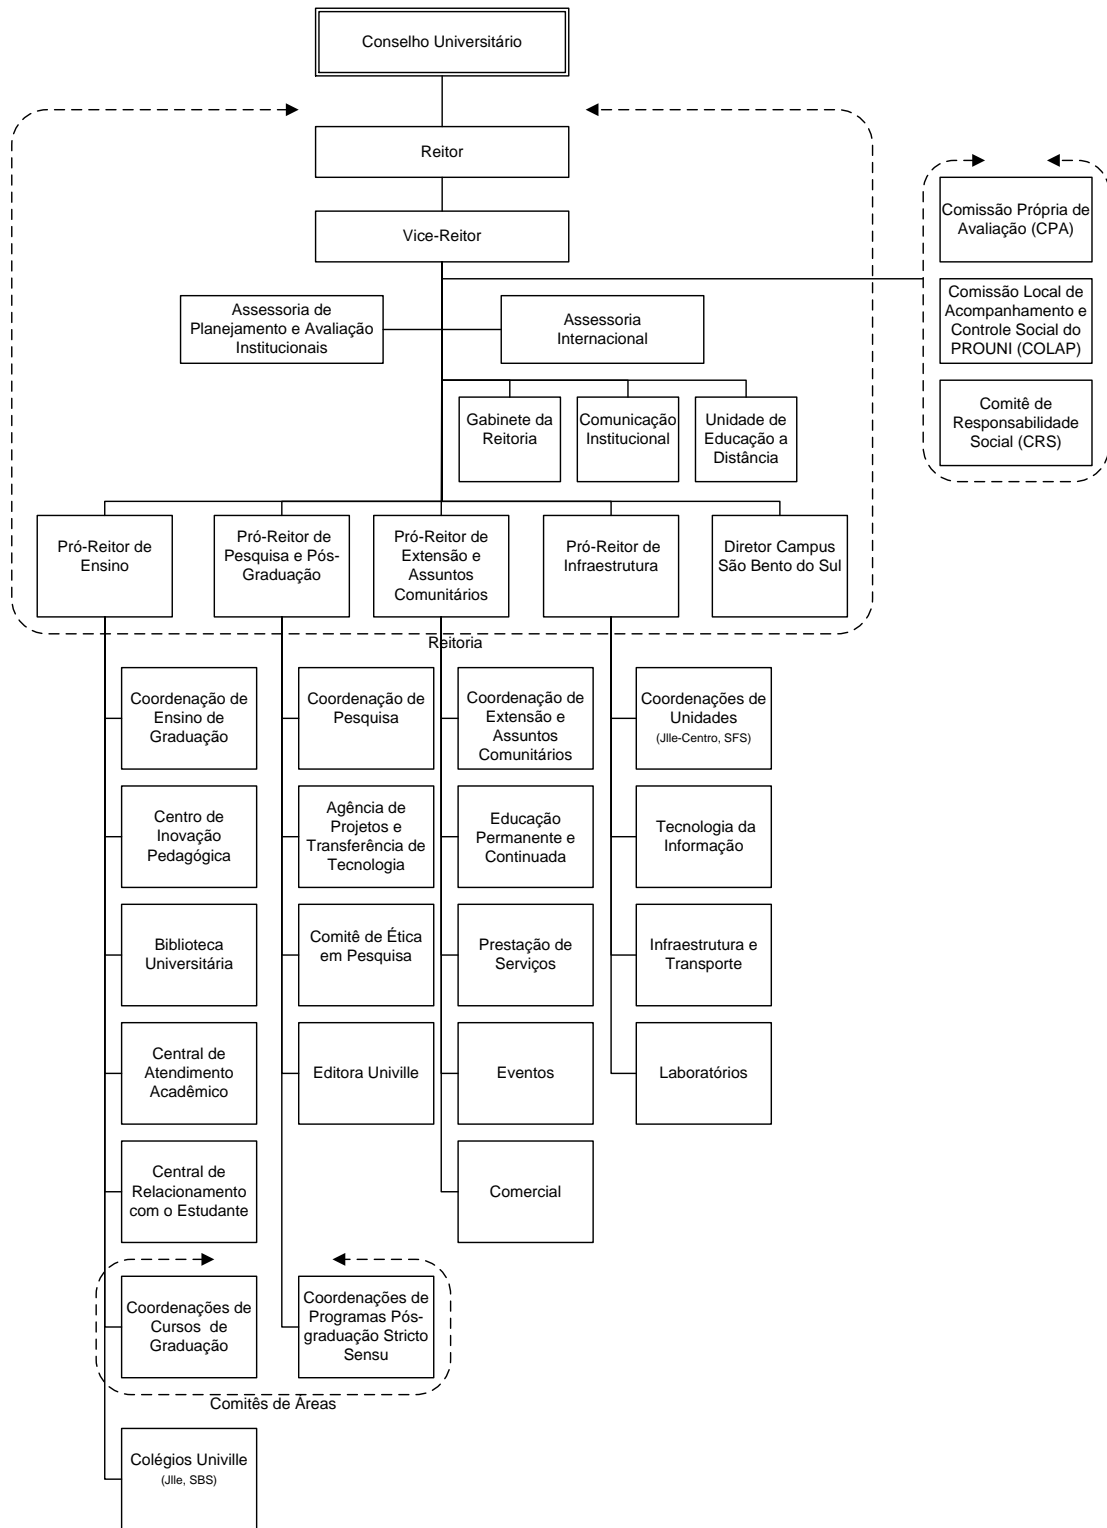 Conselho Universitário
Reitor
Vice-Reitor
Comissão Própria de
Avaliação (CPA)
Comissão Local de
Acompanhamento e
Controle Social do
PROUNI (COLAP)
Comitê de
Responsabilidade
Social (CRS)
Assessoria de
Planejamento e Avaliação
Institucionais
Assessoria
Internacional
Gabinete da
Reitoria
Comunicação
Institucional
Unidade de
Educação a
Distância
Pró-Reitor de
Ensino
Pró-Reitor de
Pesquisa e Pós-
Graduação
Pró-Reitor de
Extensão e
Assuntos
Comunitários
Pró-Reitor de
Infraestrutura
Diretor Campus
São Bento do Sul
Reitoria
Coordenação de
Ensino de
Graduação
Coordenação de
Pesquisa
Coordenação de
Extensão e
Assuntos
Comunitários
Coordenações de
Unidades
(Jlle-Centro, SFS)
Centro de
Inovação
Pedagógica
Agência de
Projetos e
Transferência de
Tecnologia
Educação
Permanente e
Continuada
Tecnologia da
Informação
Biblioteca
Universitária
Comitê de Ética
em Pesquisa
Prestação de
Serviços
Infraestrutura e
Transporte
Central de
Atendimento
Acadêmico
Editora Univille
Eventos
Laboratórios
Central de
Relacionamento
com o Estudante
Comercial
Coordenações de
Cursos de
Graduação
Coordenações de
Programas Pós-
graduação Stricto
Sensu
Comitês de Áreas
Colégios Univille
(Jlle, SBS)